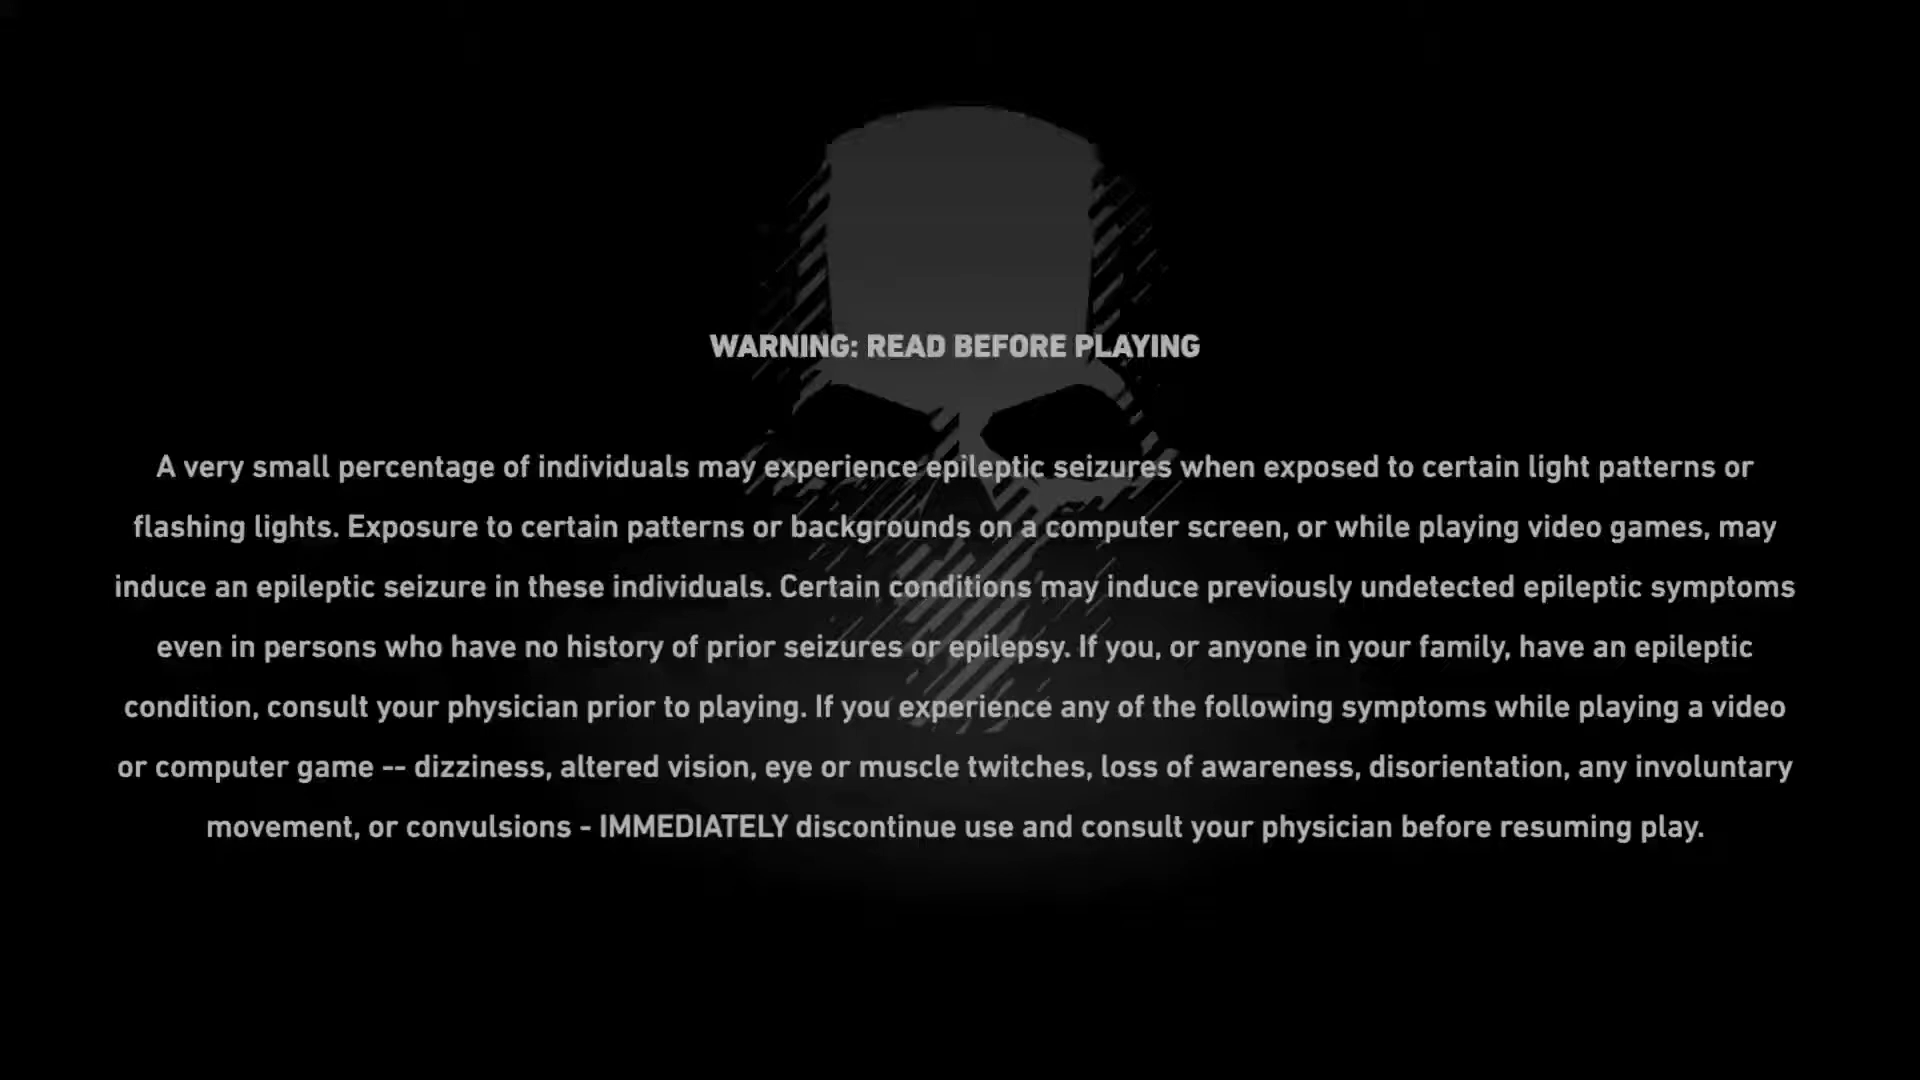 WARNING: READ BEFORE PLAYING
A very small percentage of individuals may experience epileptic seizures when exposed to certain light patterns or
flashing lights. Exposure to certain patterns or backgrounds on a computer screen, or while playing video games, may
induce an epileptic seizure in these individuals. Certain conditions may induce previously undetected epileptic symptoms
even in persons who have no history of prior seizures or epilepsy. If you, or anyone in your family, have an epileptic
condition, consult your physician prior to playing. If you experience any of the following symptoms while playing a video
or computer game -- dizziness, altered vision, eye or muscle twitches, loss of awareness, disorientation, any involuntary
movement, or convulsions - IMMEDIATELY discontinue use and consult your physician before resuming play.